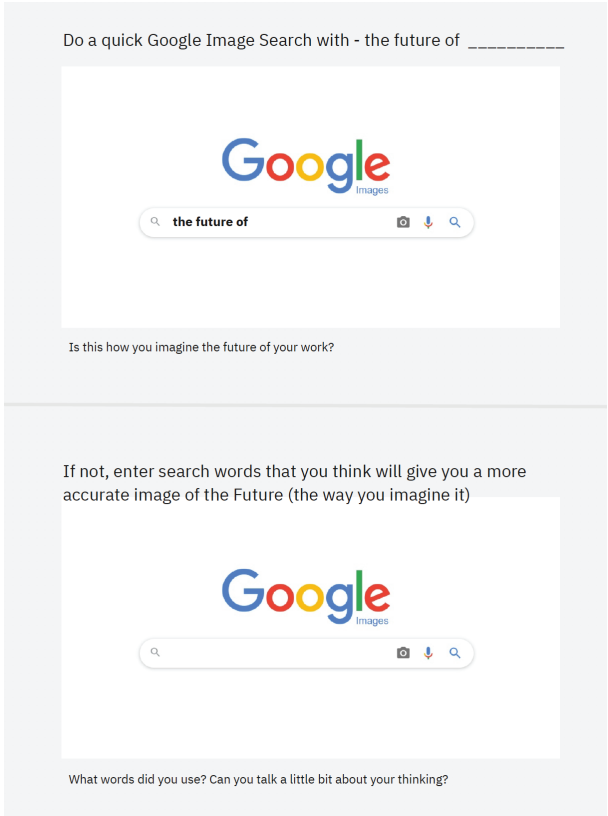 Do a quick Google Image Search with - the future of __________
Google
Images
the future of
Is this how you imagine the future of your work?
If not, enter search words that you think will give you a more
accurate image of the Future (the way you imagine it)
Google
Images
What words did you use? Can you talk a little bit about your thinking?